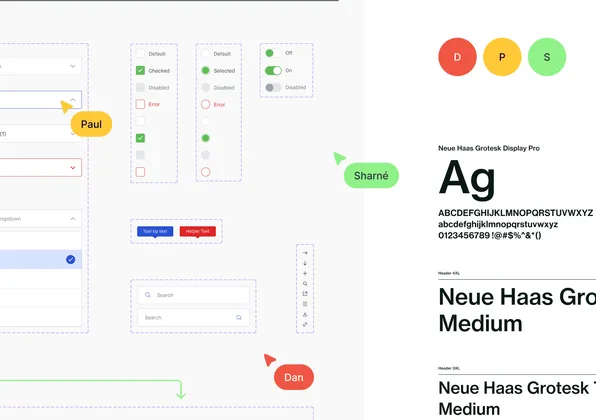 Default
Checked
Disabled
Error
Default
Selected
Disabled
Error
Off
On
Disabled
(1)
Paul
ropdown
Tool tip text
Helper Text
Search
Search
Dan
Sharné
D
P
S
Neue Haas Grotesk Display Pro
Ag
ABCDEFGHIJKLMNOPQRSTUVWXYZ
abcdefghijklmnopqrstuvwxyz
0123456789 !@#$%^&*()
Header 4XL
Neue Haas Gro
Medium
Header 3XL
Neue Haas Grotesk T
Medium